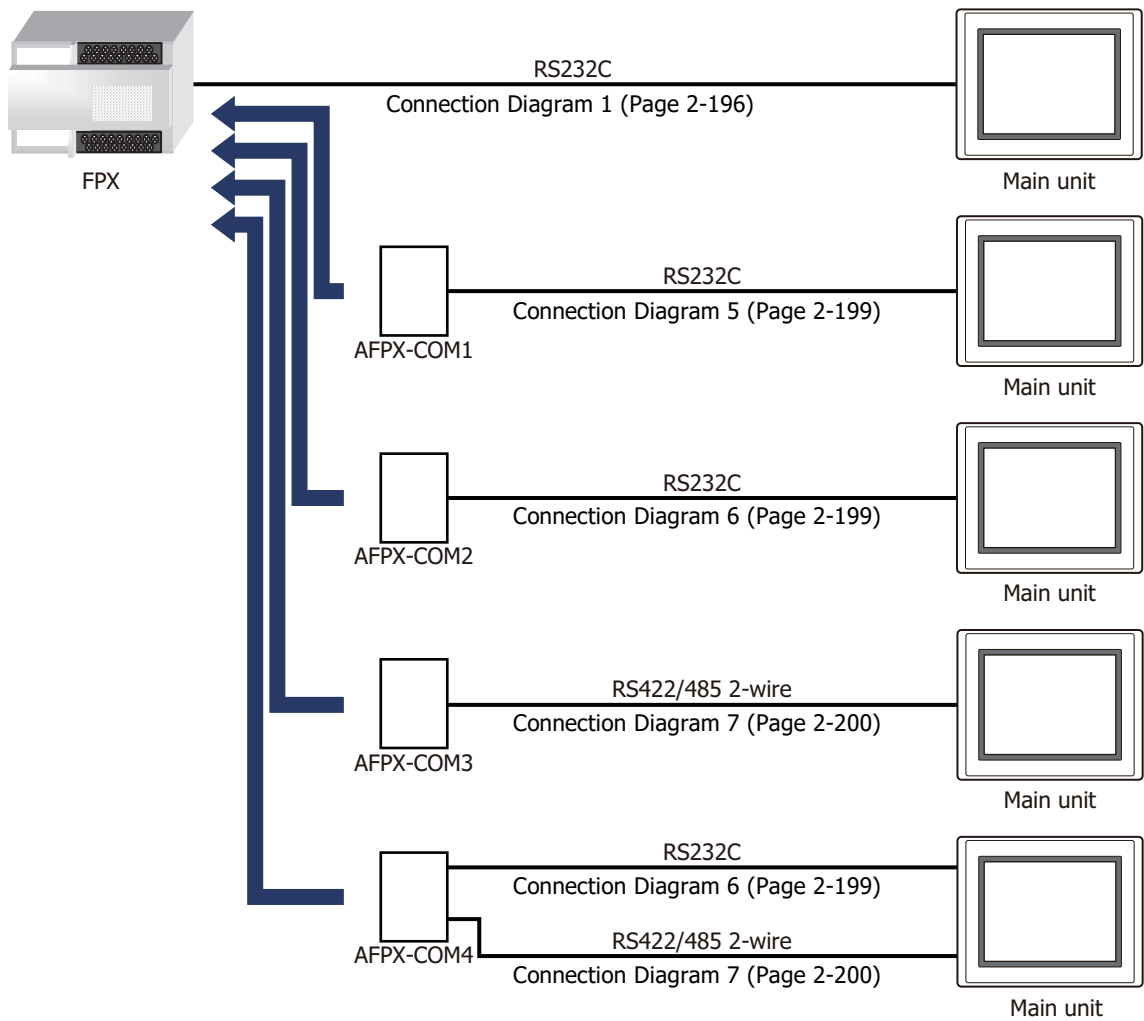 RS232C
Connection Diagram 1 (Page 2-196)
FPX
Main unit
RS232C
Connection Diagram 5 (Page 2-199)
AFPX-COM1
Main unit
RS232C
Connection Diagram 6 (Page 2-199)
AFPX-COM2
Main unit
RS422/485 2-wire
Connection Diagram 7 (Page 2-200)
AFPX-COM3
Main unit
RS232C
Connection Diagram 6 (Page 2-199)
RS422/485 2-wire
AFPX-COM4
Connection Diagram 7 (Page 2-200)
Main unit